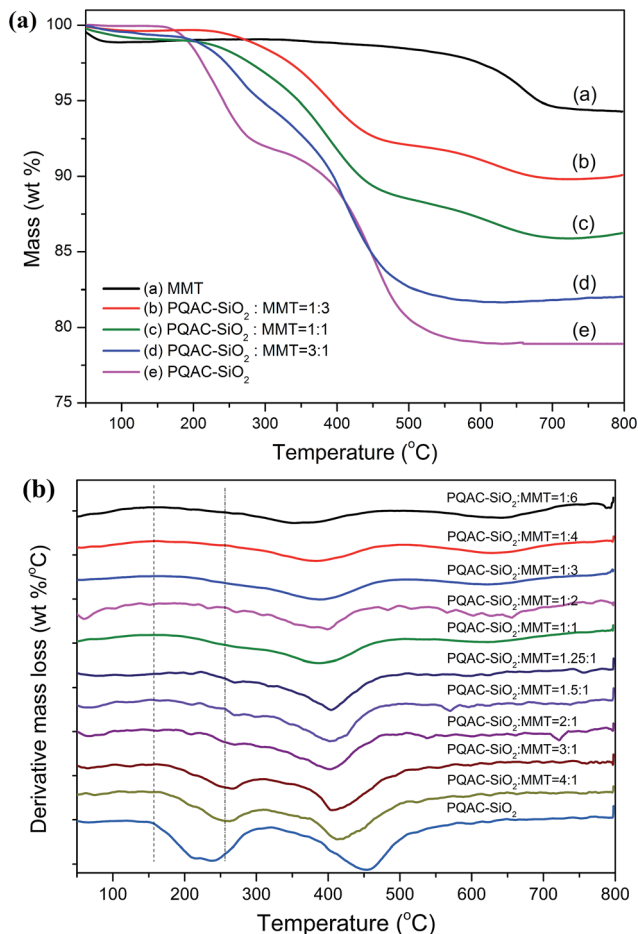 (a)
100
95
90
85
80
75
Mass (wt %)
(a)
(b)
(c)
(d)
(e)
(a) MMT
(b) PQAC-SiO₂ : MMT=1:3
(c) PQAC-SiO₂ : MMT=1:1
(d) PQAC-SiO₂ : MMT=3:1
(e) PQAC-SiO₂
100 200 300 400 500 600 700 800
Temperature (°C)
(b)
Derivative mass loss (wt %/°C)
PQAC-SiO₂:MMT=1:6
PQAC-SiO₂:MMT=1:4
PQAC-SiO₂:MMT=1:3
PQAC-SiO₂:MMT=1:2
PQAC-SiO₂:MMT=1:1
PQAC-SiO₂:MMT=1.25:1
PQAC-SiO₂:MMT=1.5:1
PQAC-SiO₂:MMT=2:1
PQAC-SiO₂:MMT=3:1
PQAC-SiO₂:MMT=4:1
PQAC-SiO₂
100 200 300 400 500 600 700 800
Temperature (°C)